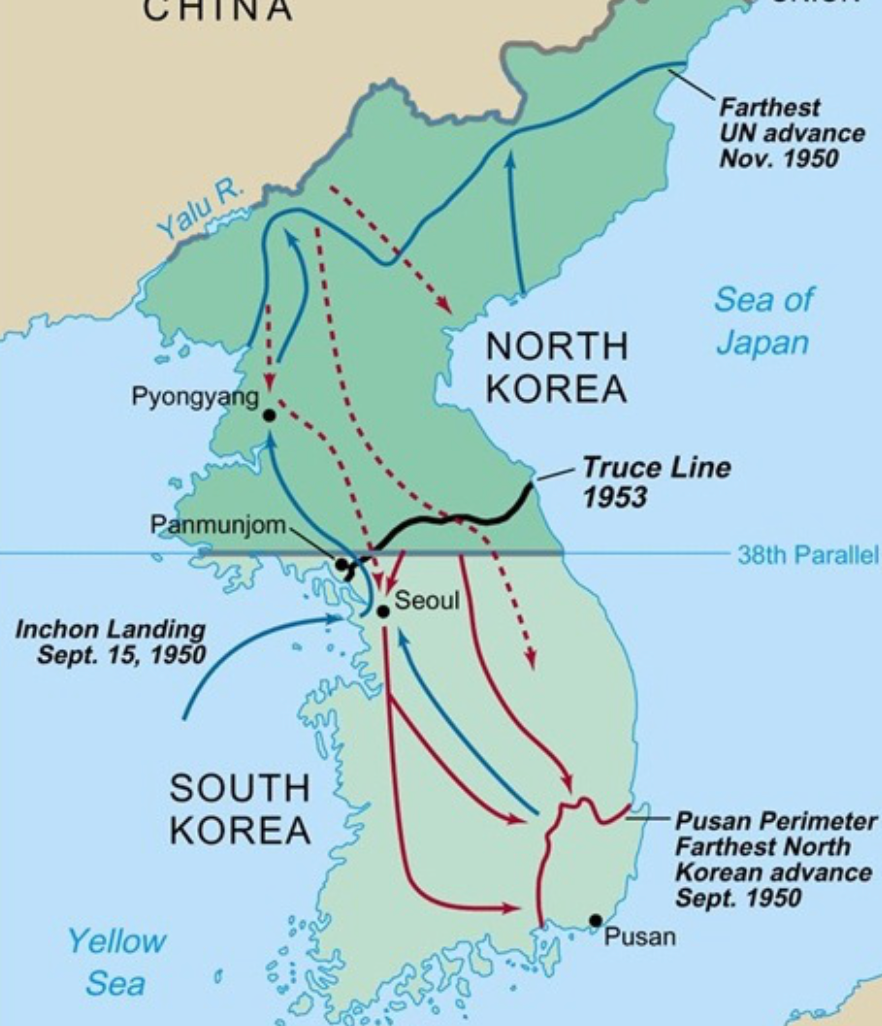 CHINA
Farthest
UN advance
Nov. 1950
Yalu R.
Sea of
Japan
NORTH
KOREA
Pyongyang
Truce Line
1953
Panmunjom
38th Parallel
Seoul
Inchon Landing
Sept. 15, 1950
SOUTH
KOREA
Pusan Perimeter
Farthest North
Korean advance
Sept. 1950
Yellow
Sea
Pusan